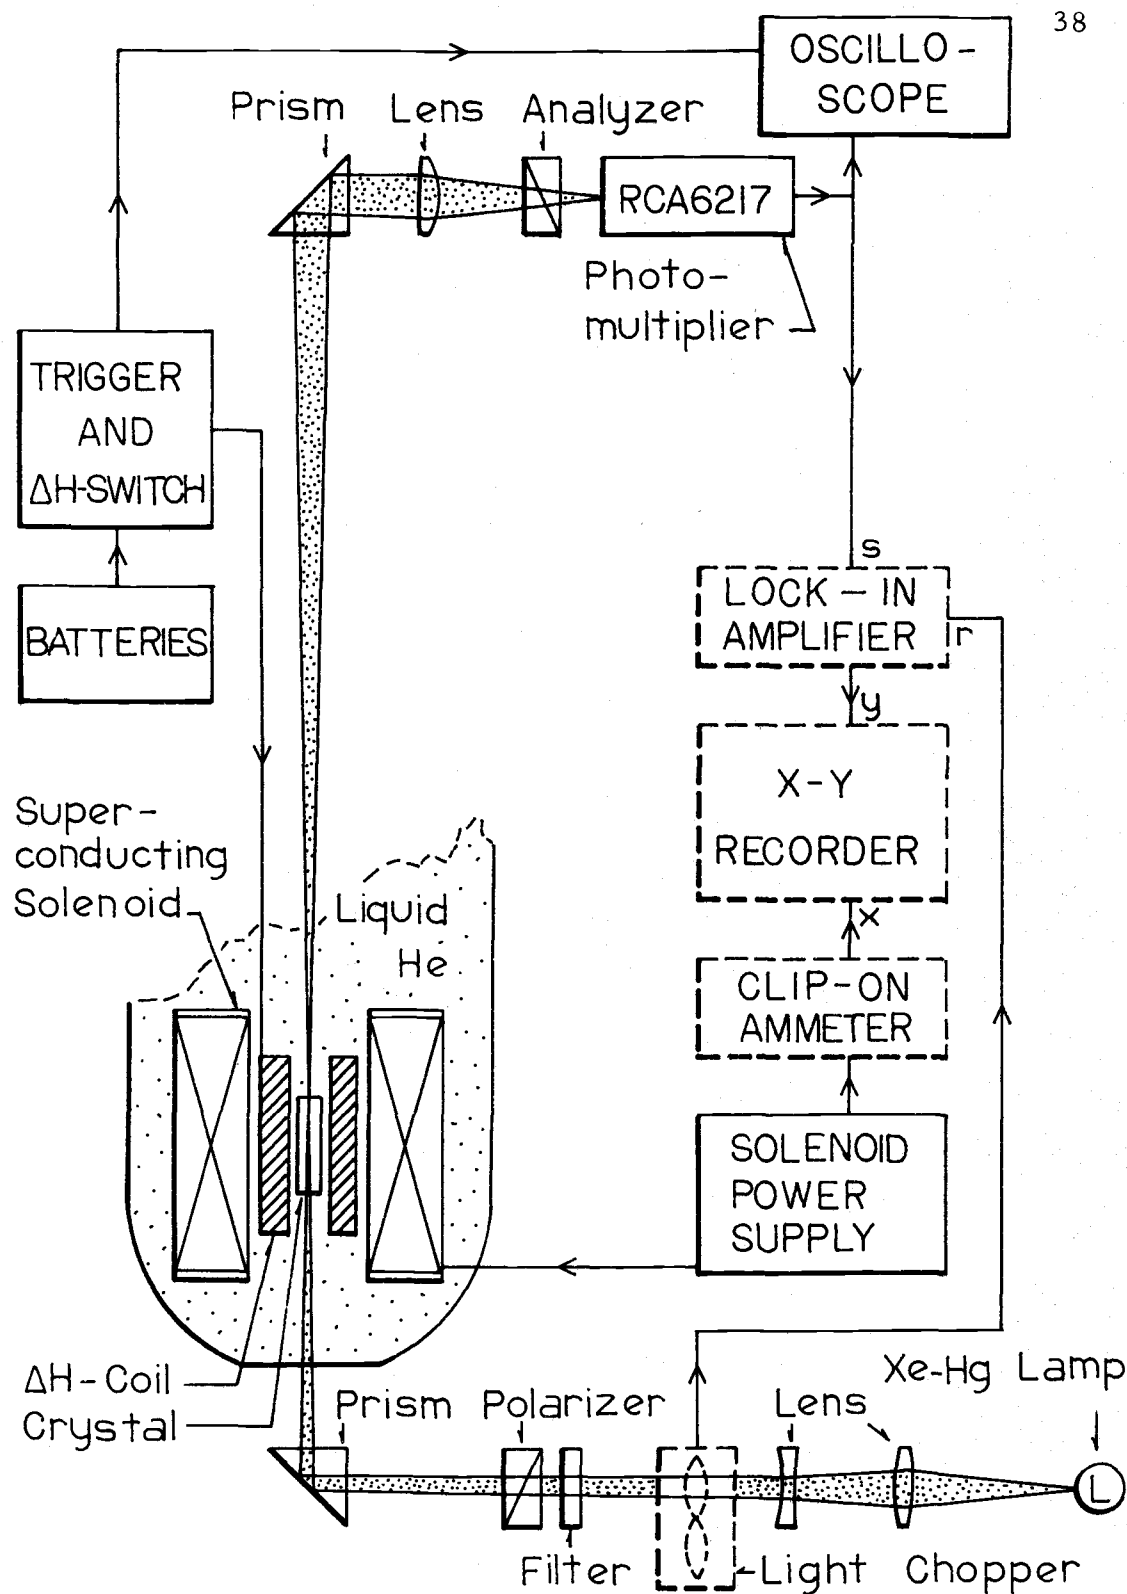 38
OSCILLO-
SCOPE
Prism
Lens
Analyzer
RCA6217
Photo-
multiplier
TRIGGER
AND
ΔH-SWITCH
BATTERIES
s
LOCK-IN
AMPLIFIER
r
y
X-Y
RECORDER
x
CLIP-ON
AMMETER
SOLENOID
POWER
SUPPLY
Super-
conducting
Solenoid
Liquid
He
ΔH-Coil
Crystal
Prism
Polarizer
Lens
Xe-Hg Lamp
L
Filter
Light Chopper